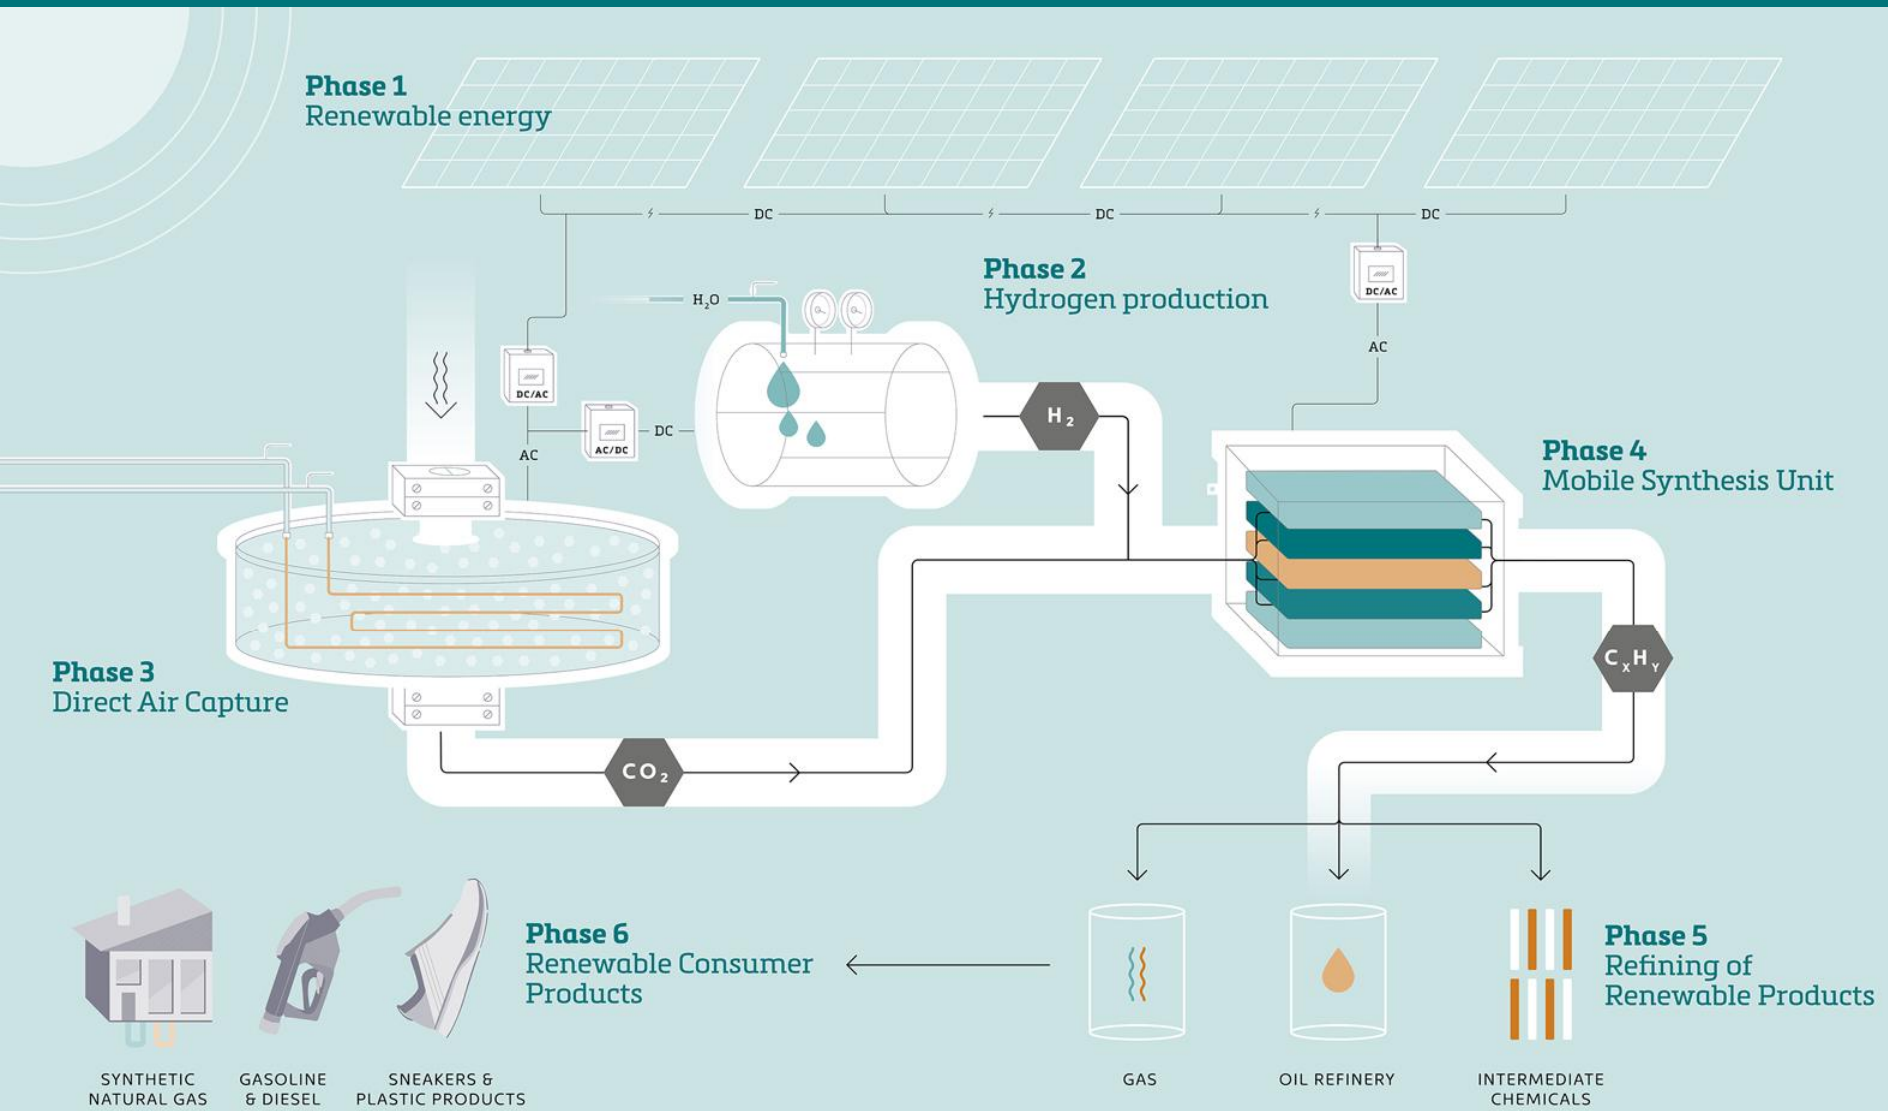 Phase 1
Renewable energy
DC
DC
DC
Phase 2
Hydrogen production
H₂O
DC/AC
DC/AC
AC
AC/DC
DC
AC
H₂
Phase 4
Mobile Synthesis Unit
Phase 3
Direct Air Capture
CₓHᵧ
CO₂
Phase 6
Renewable Consumer
Products
Phase 5
Refining of
Renewable Products
SYNTHETIC
NATURAL GAS
GASOLINE
& DIESEL
SNEAKERS &
PLASTIC PRODUCTS
GAS
OIL REFINERY
INTERMEDIATE
CHEMICALS